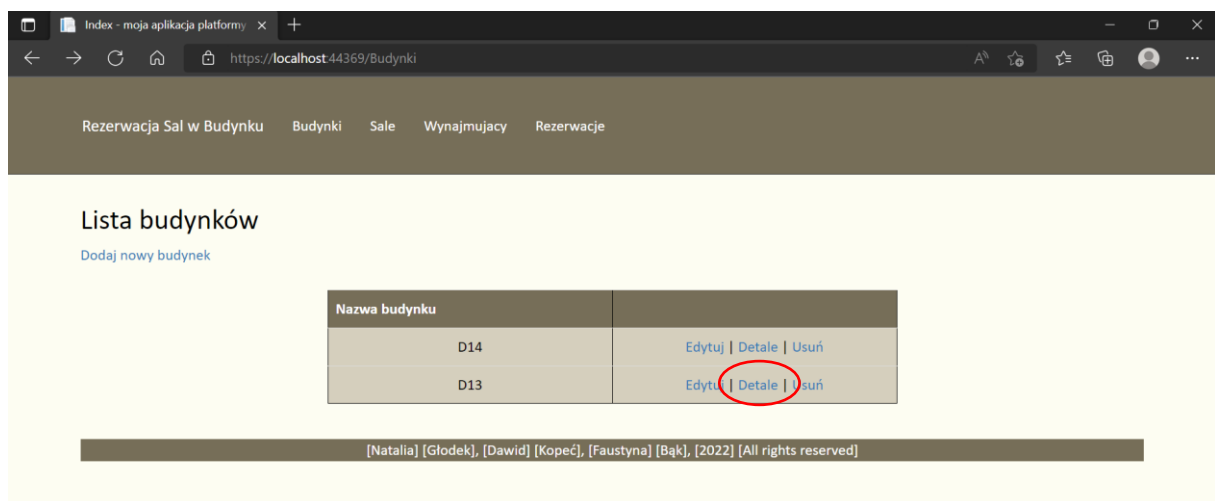 Index - moja aplikacja platformy
https://localhost:44369/Budynki
Rezerwacja Sal w Budynku Budynki Sale Wynajmujacy Rezerwacje
Lista budynków
Dodaj nowy budynek
Nazwa budynku
D14 Edytuj | Detale | Usuń
D13 Edytuj | Detale | Usuń
[Natalia] [Głodek], [Dawid] [Kopeć], [Faustyna] [Bąk], [2022] [All rights reserved]